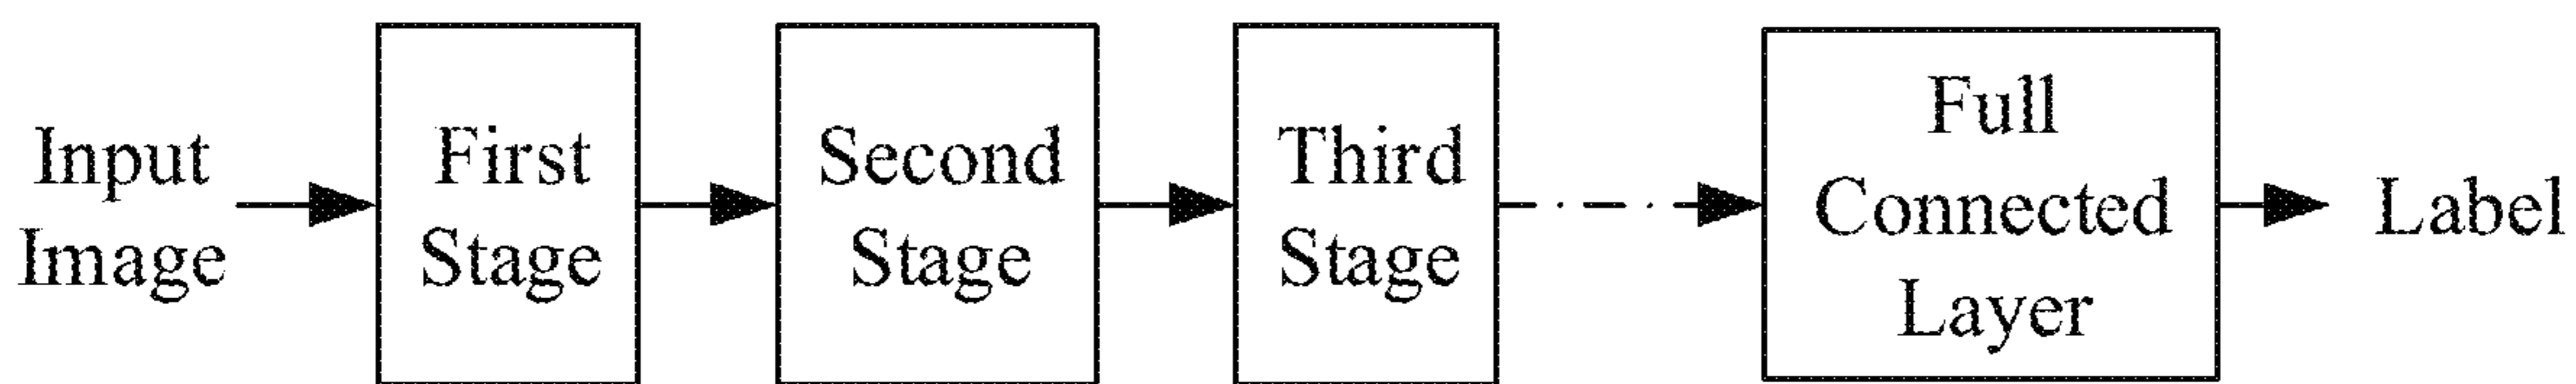 Input
Image
First
Stage
Second
Stage
Third
Stage
Full
Connected
Layer
Label